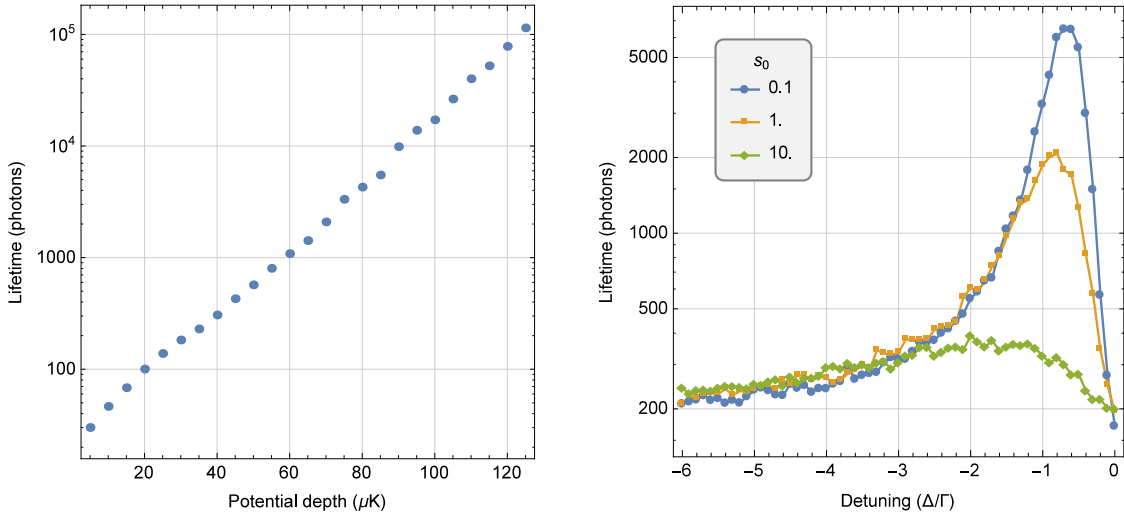 10^5
10^4
1000
100
Lifetime (photons)
20 40 60 80 100 120
Potential depth (μK)
s_0
0.1
1.
10.
5000
2000
1000
500
200
Lifetime (photons)
-6 -5 -4 -3 -2 -1 0
Detuning (Δ/Γ)